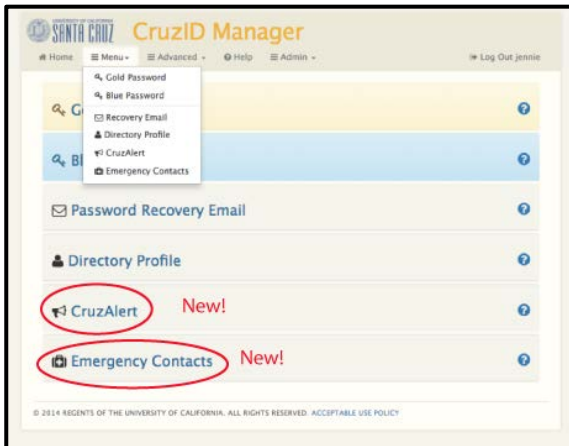 UNIVERSITY OF CALIFORNIA
SANTA CRUZ
CruzID Manager
Home Menu Advanced Help Admin Log Out jennie
Gold Password
Blue Password
Recovery Email
Directory Profile
CruzAlert
Emergency Contacts
G
Bl
Password Recovery Email
Directory Profile
CruzAlert New!
Emergency Contacts New!
© 2014 REGENTS OF THE UNIVERSITY OF CALIFORNIA. ALL RIGHTS RESERVED. ACCEPTABLE USE POLICY